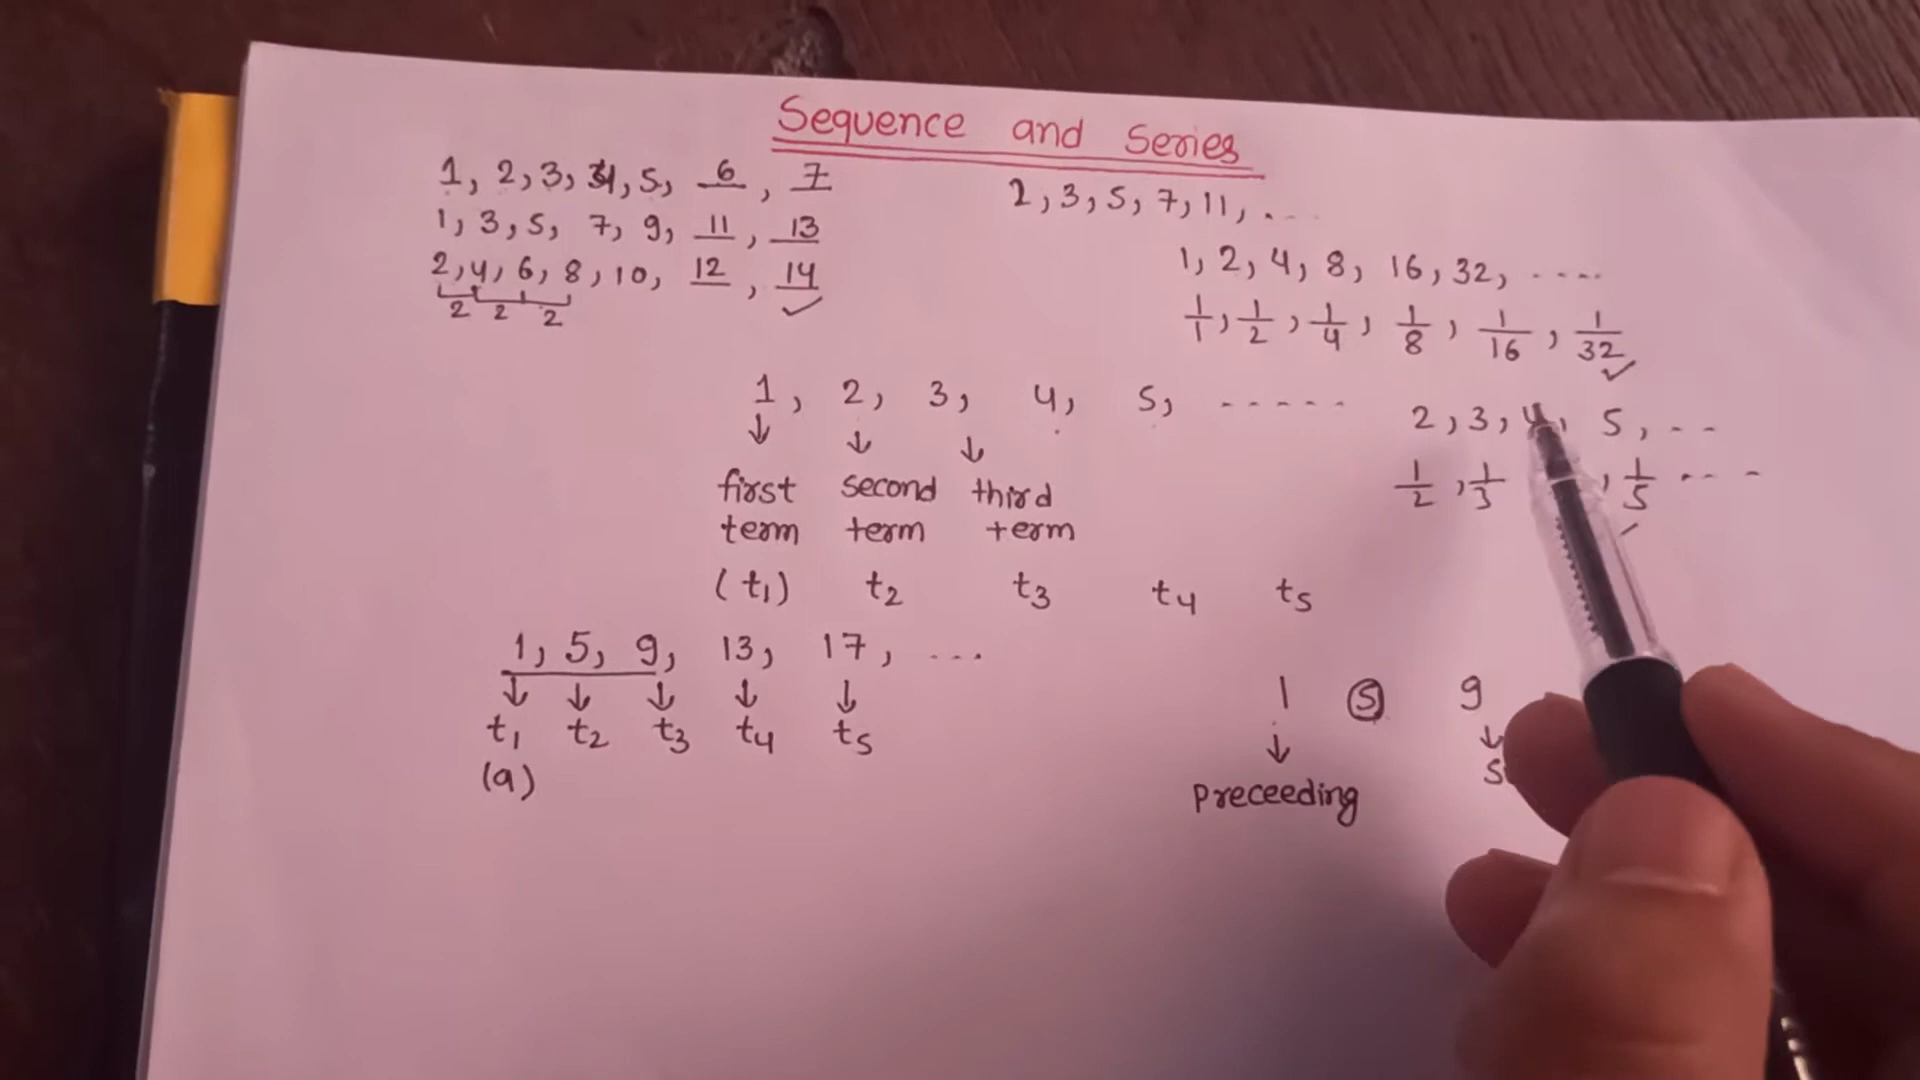 Sequence and Series
1, 2, 3, 4, 5, 6, 7
1, 3, 5, 7, 9, 11, 13
2, 4, 6, 8, 10, 12, 14
2 2 2
2, 3, 5, 7, 11, ....
1, 2, 4, 8, 16, 32, ....
1/1, 1/2, 1/4, 1/8, 1/16, 1/32
1, 2, 3, 4, 5, .....
↓ ↓ ↓
first second third
term term term
(t1) t2 t3 t4 t5
2, 3, 4, 5, ...
1/2, 1/3 , 1/5 ....
1, 5, 9, 13, 17, ...
↓ ↓ ↓ ↓ ↓
t1 t2 t3 t4 t5
(a)
1 5 9
↓ ↓
Preceeding S